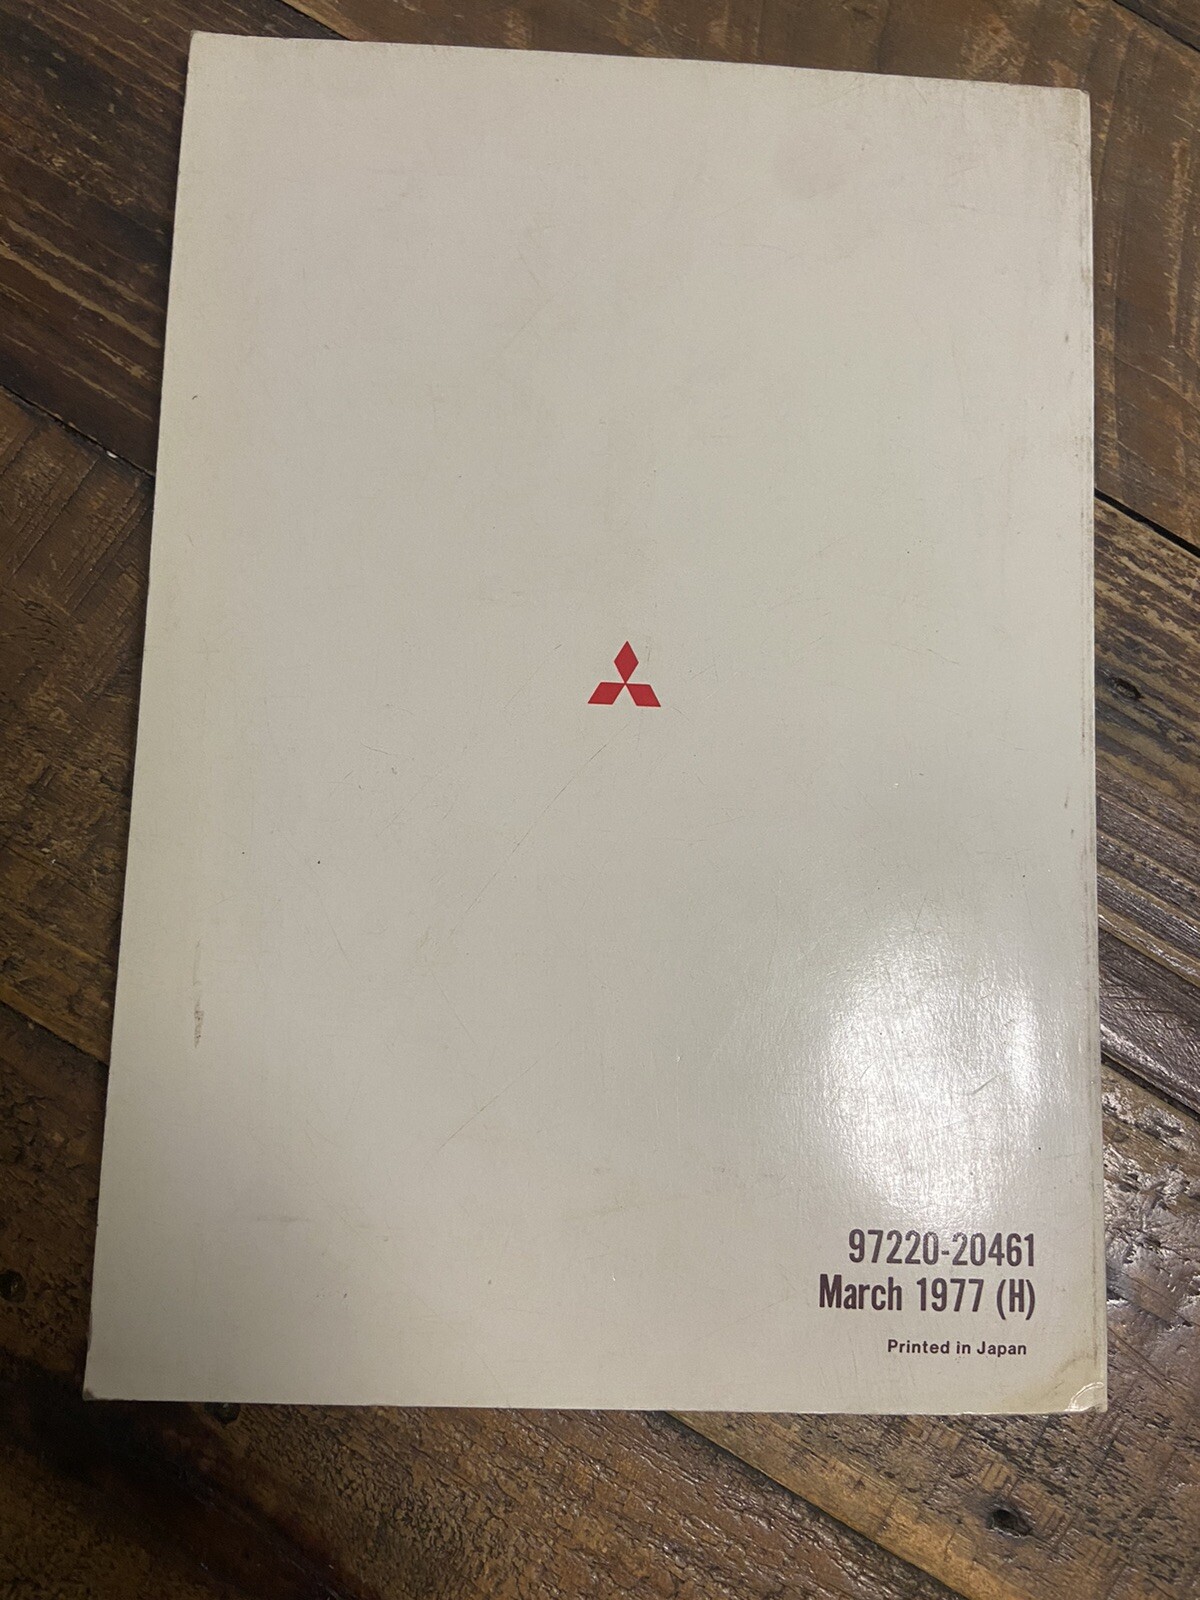 97220-20461
March 1977 (H)
Printed in Japan